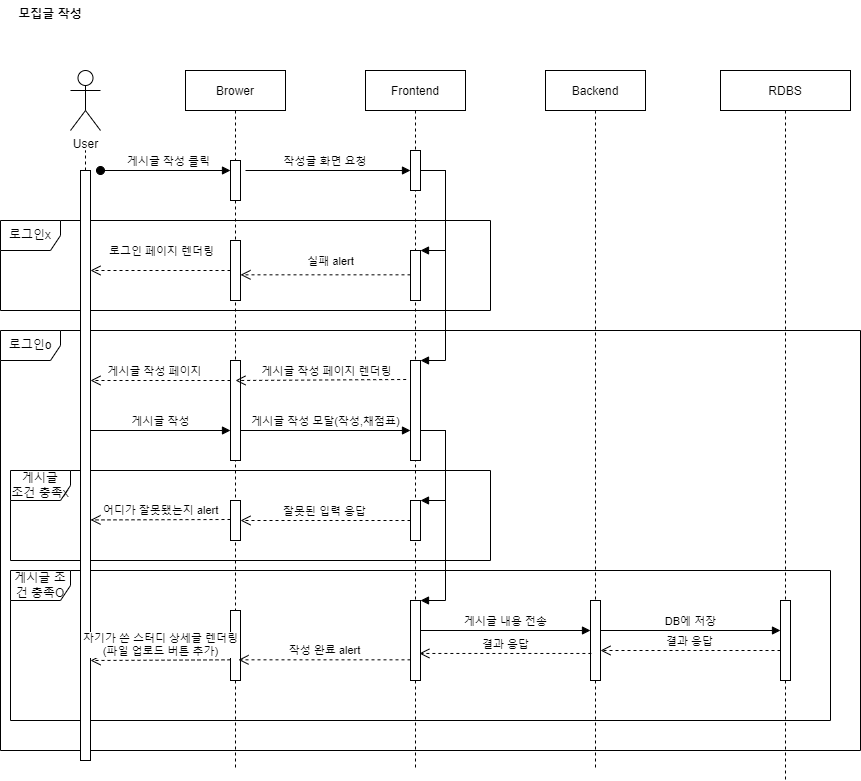 모집글 작성
User
Brower
Frontend
Backend
RDBS
게시글 작성 클릭
작성글 화면 요청
로그인x
로그인 페이지 렌더링
실패 alert
로그인o
게시글 작성 페이지
게시글 작성 페이지 렌더링
게시글 작성
게시글 작성 모달(작성,채점표)
게시글
조건 충족x
어디가 잘못됐는지 alert
잘못된 입력 응답
게시글 조
건 충족O
자기가 쓴 스터디 상세글 렌더링
(파일 업로드 버튼 추가)
작성 완료 alert
게시글 내용 전송
결과 응답
DB에 저장
결과 응답